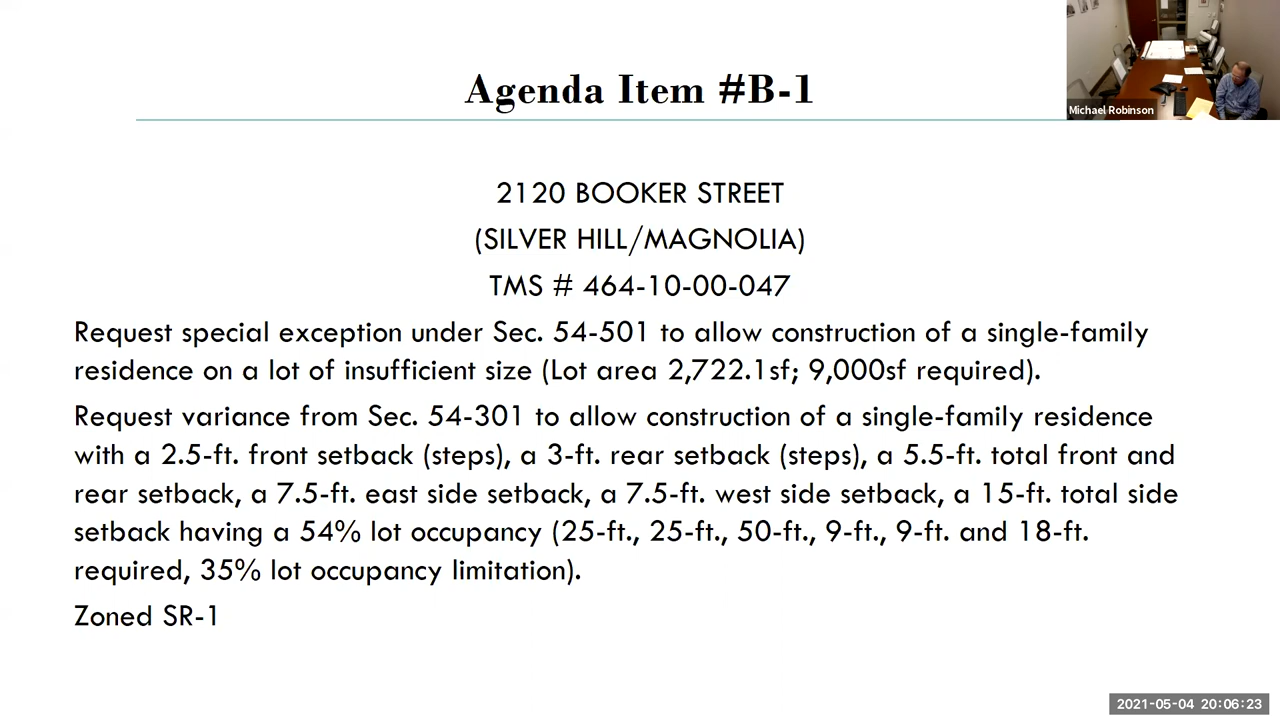 Agenda Item #B-1
Michael Robinson
2120 BOOKER STREET
(SILVER HILL/MAGNOLIA)
TMS # 464-10-00-047
Request special exception under Sec. 54-501 to allow construction of a single-family
residence on a lot of insufficient size (Lot area 2,722.1sf; 9,000sf required).
Request variance from Sec. 54-301 to allow construction of a single-family residence
with a 2.5-ft. front setback (steps), a 3-ft. rear setback (steps), a 5.5-ft. total front and
rear setback, a 7.5-ft. east side setback, a 7.5-ft. west side setback, a 15-ft. total side
setback having a 54% lot occupancy (25-ft., 25-ft., 50-ft., 9-ft., 9-ft. and 18-ft.
required, 35% lot occupancy limitation).
Zoned SR-1
2021-05-04 20:06:23